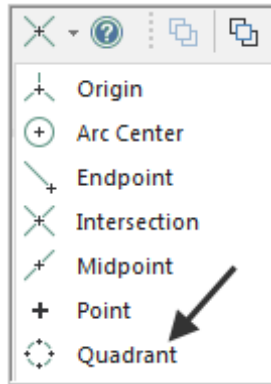 Origin
Arc Center
Endpoint
Intersection
Midpoint
Point
Quadrant